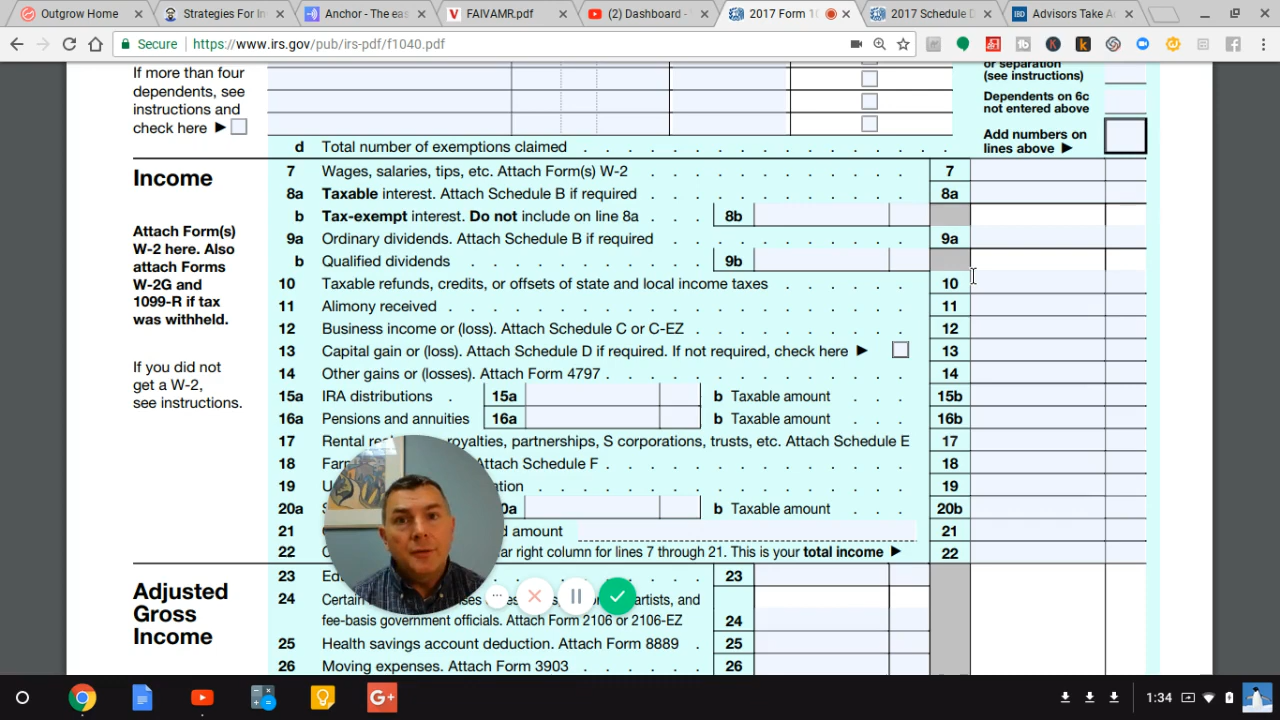 Outgrow Home
Strategies For In
Anchor - The eas
FAIVAMR.pdf
(2) Dashboard -
2017 Form 10
2017 Schedule D
Advisors Take A
Secure https://www.irs.gov/pub/irs-pdf/f1040.pdf
If more than four
dependents, see
instructions and
check here ►
or separation
(see instructions)
Dependents on 6c
not entered above
d Total number of exemptions claimed . . . . . . . . . . . . . . . . .
Add numbers on
lines above ►
Income
Attach Form(s)
W-2 here. Also
attach Forms
W-2G and
1099-R if tax
was withheld.
If you did not
get a W-2,
see instructions.
7 Wages, salaries, tips, etc. Attach Form(s) W-2 . . . . . . . . . . . . 7
8a Taxable interest. Attach Schedule B if required . . . . . . . . . . . . 8a
b Tax-exempt interest. Do not include on line 8a . . . 8b
9a Ordinary dividends. Attach Schedule B if required . . . . . . . . . . . 9a
b Qualified dividends . . . . . . . . . . . 9b
10 Taxable refunds, credits, or offsets of state and local income taxes . . . . . . 10
11 Alimony received . . . . . . . . . . . . . . . . . . . . . 11
12 Business income or (loss). Attach Schedule C or C-EZ . . . . . . . . . . 12
13 Capital gain or (loss). Attach Schedule D if required. If not required, check here ► 13
14 Other gains or (losses). Attach Form 4797 . . . . . . . . . . . . . . 14
15a IRA distributions . 15a b Taxable amount . . . 15b
16a Pensions and annuities 16a b Taxable amount . . . 16b
17 Rental rea royalties, partnerships, S corporations, trusts, etc. Attach Schedule E 17
18 Far Attach Schedule F . . . . . . . . . . . . . . 18
19 U ation . . . . . . . . . . . . . . . . . 19
20a 0a b Taxable amount . . . 20b
21 d amount 21
22 ar right column for lines 7 through 21. This is your total income ► 22
Adjusted
Gross
Income
23 Ed . . . . 23
24 Certain artists, and
fee-basis government officials. Attach Form 2106 or 2106-EZ 24
25 Health savings account deduction. Attach Form 8889 . 25
26 Moving expenses. Attach Form 3903 . . . . . . 26
1:34